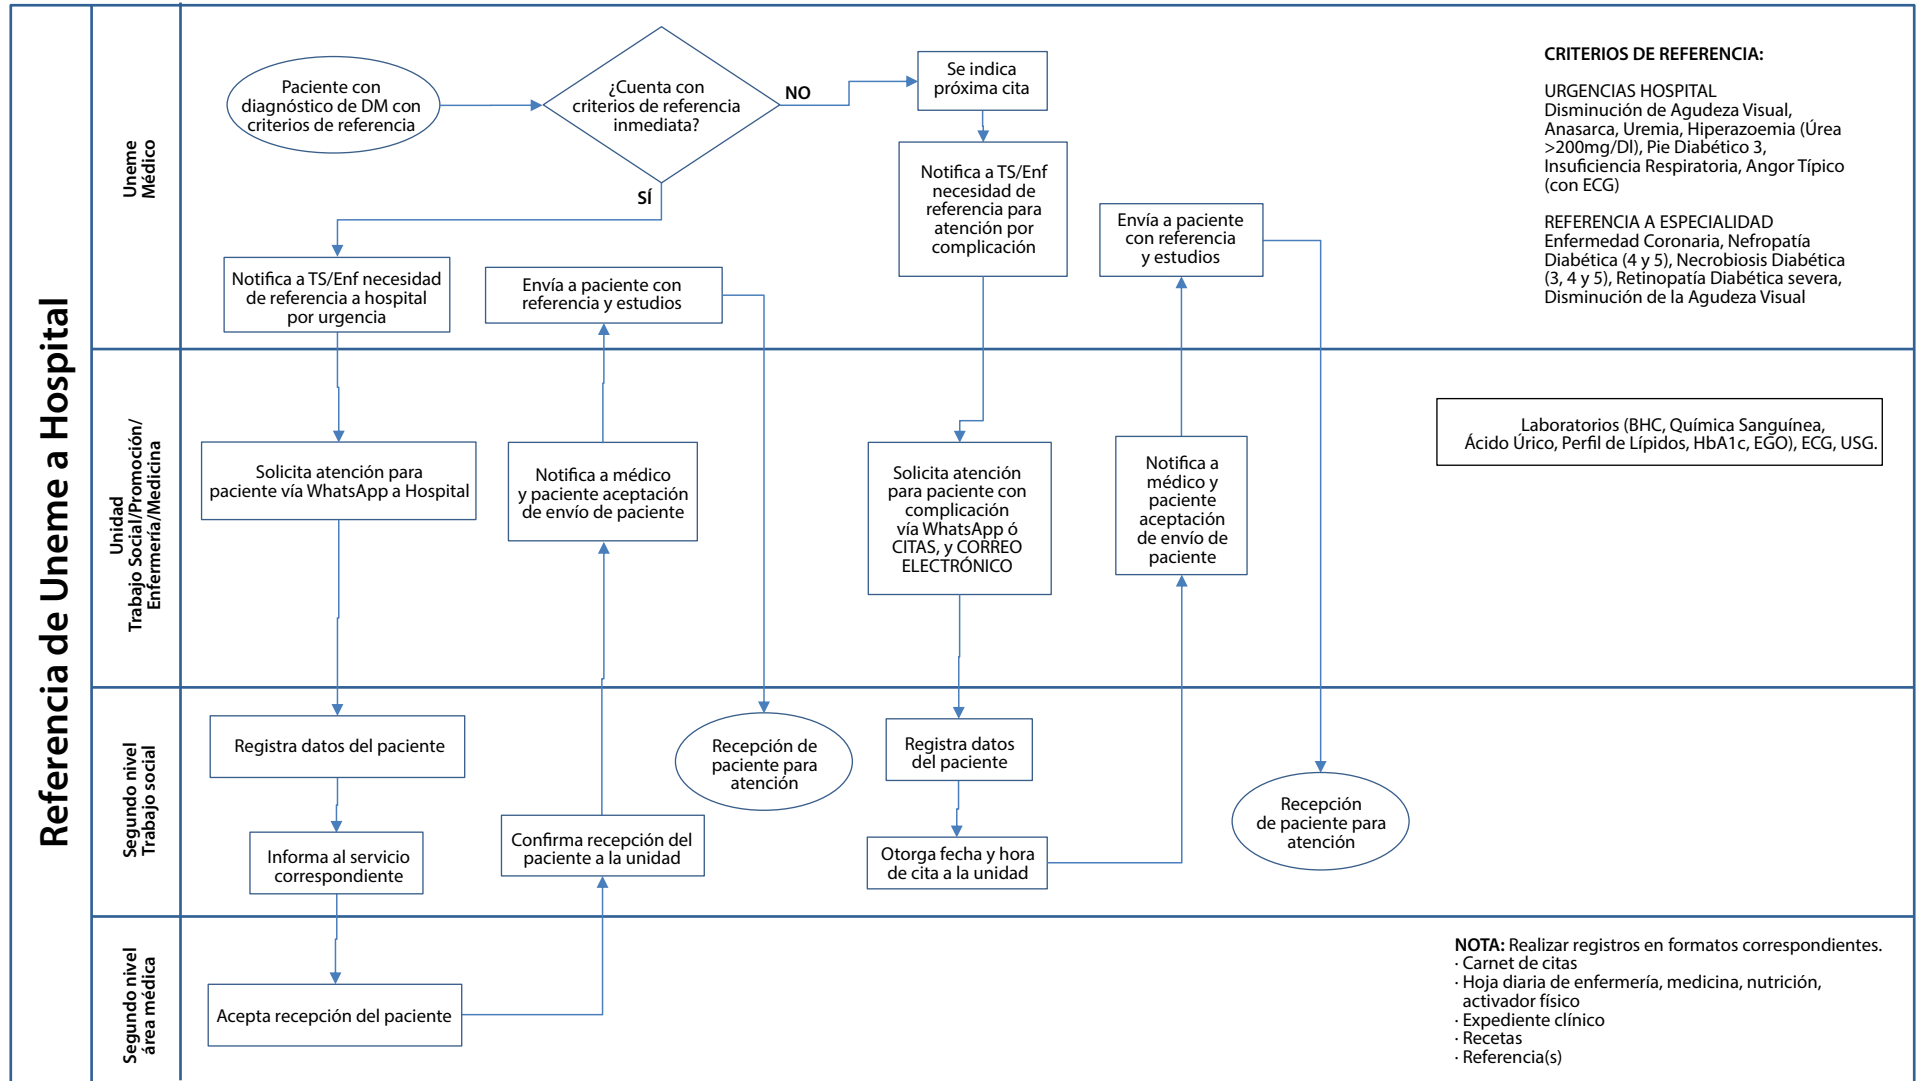 Referencia de Uneme a Hospital
Uneme
Médico
Paciente con
diagnóstico de DM con
criterios de referencia
¿Cuenta con
criterios de referencia
inmediata?
NO
SÍ
Se indica
próxima cita
Notifica a TS/Enf
necesidad de
referencia para
atención por
complicación
Notifica a TS/Enf necesidad
de referencia a hospital
por urgencia
Envía a paciente con
referencia y estudios
Envía a paciente
con referencia
y estudios
CRITERIOS DE REFERENCIA:
URGENCIAS HOSPITAL
Disminución de Agudeza Visual,
Anasarca, Uremia, Hiperazoemia (Úrea
>200mg/Dl), Pie Diabético 3,
Insuficiencia Respiratoria, Angor Típico
(con ECG)
REFERENCIA A ESPECIALIDAD
Enfermedad Coronaria, Nefropatía
Diabética (4 y 5), Necrobiosis Diabética
(3, 4 y 5), Retinopatía Diabética severa,
Disminución de la Agudeza Visual
Unidad
Trabajo Social/Promoción/
Enfermería/Medicina
Solicita atención para
paciente vía WhatsApp a Hospital
Notifica a médico
y paciente aceptación
de envío de paciente
Solicita atención
para paciente con
complicación
vía WhatsApp ó
CITAS, y CORREO
ELECTRÓNICO
Notifica a
médico y
paciente
aceptación
de envío de
paciente
Laboratorios (BHC, Química Sanguínea,
Ácido Úrico, Perfil de Lípidos, HbA1c, EGO), ECG, USG.
Segundo nivel
Trabajo social
Registra datos del paciente
Informa al servicio
correspondiente
Confirma recepción del
paciente a la unidad
Recepción de
paciente para
atención
Registra datos
del paciente
Otorga fecha y hora
de cita a la unidad
Recepción
de paciente para
atención
Segundo nivel
área médica
Acepta recepción del paciente
NOTA: Realizar registros en formatos correspondientes.
· Carnet de citas
· Hoja diaria de enfermería, medicina, nutrición,
activador físico
· Expediente clínico
· Recetas
· Referencia(s)